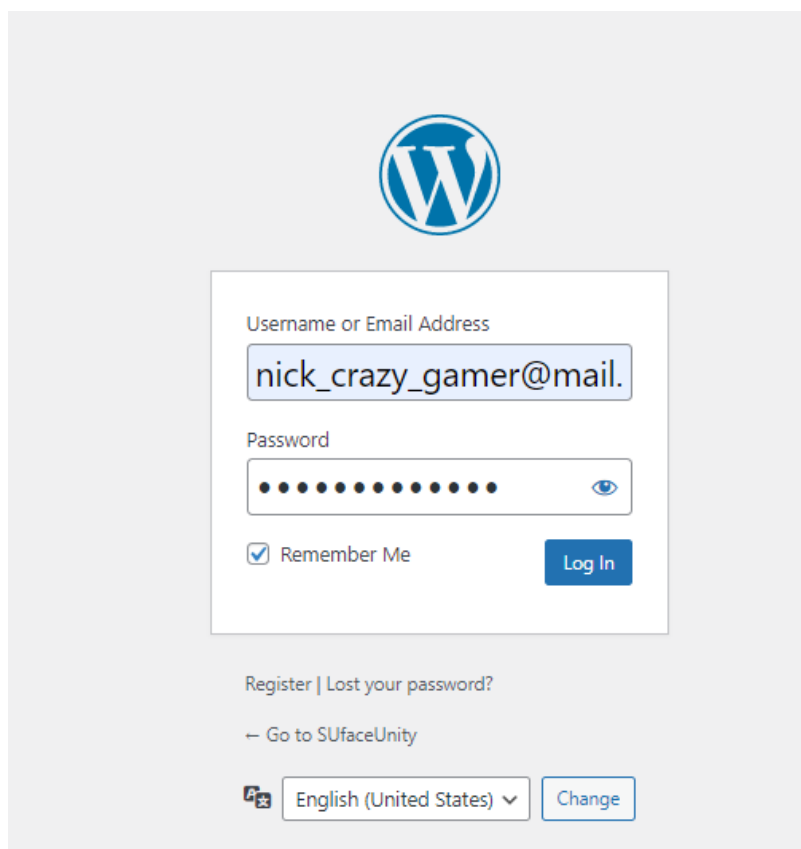 Username or Email Address
nick_crazy_gamer@mail.
Password
•••••••••••••
Remember Me
Log In
Register | Lost your password?
← Go to SUfaceUnity
English (United States)
Change